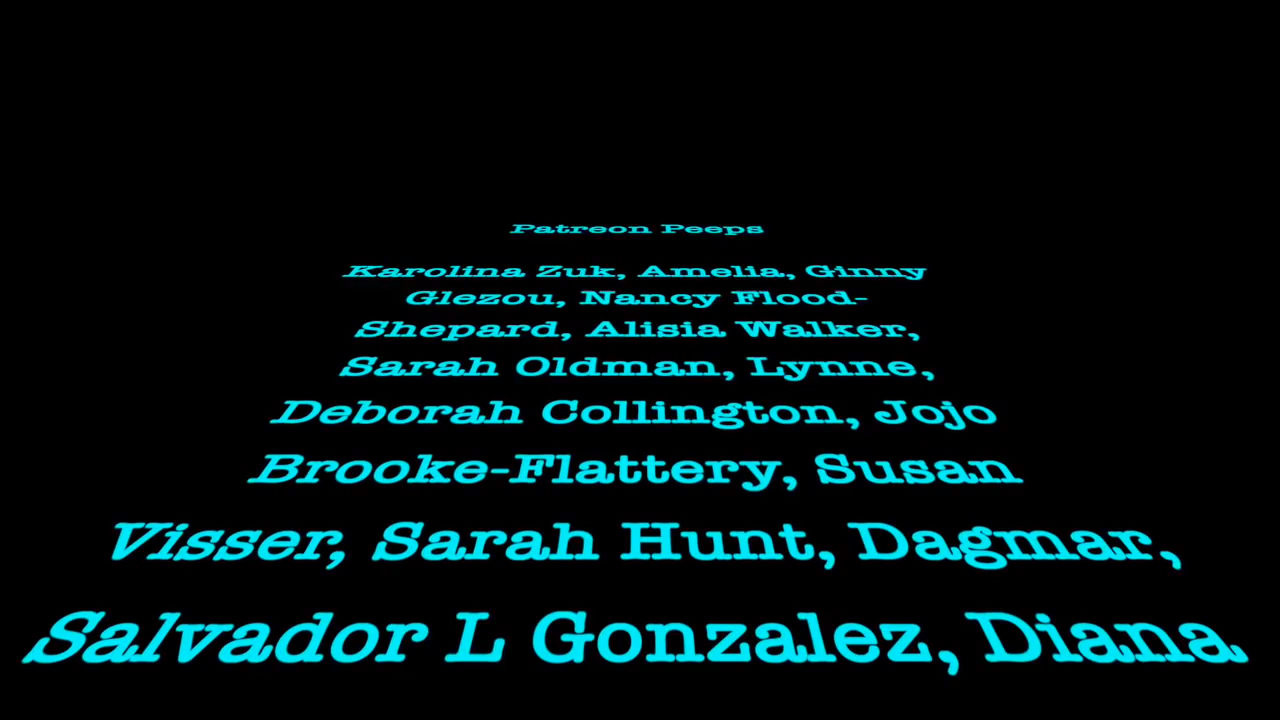 Patreon Peeps
Karolina Zuk, Amelia, Ginny
Glezou, Nancy Flood-
Shepard, Alisia Walker,
Sarah Oldman, Lynne,
Deborah Collington, Jojo
Brooke-Flattery, Susan
Visser, Sarah Hunt, Dagmar,
Salvador L Gonzalez, Diana